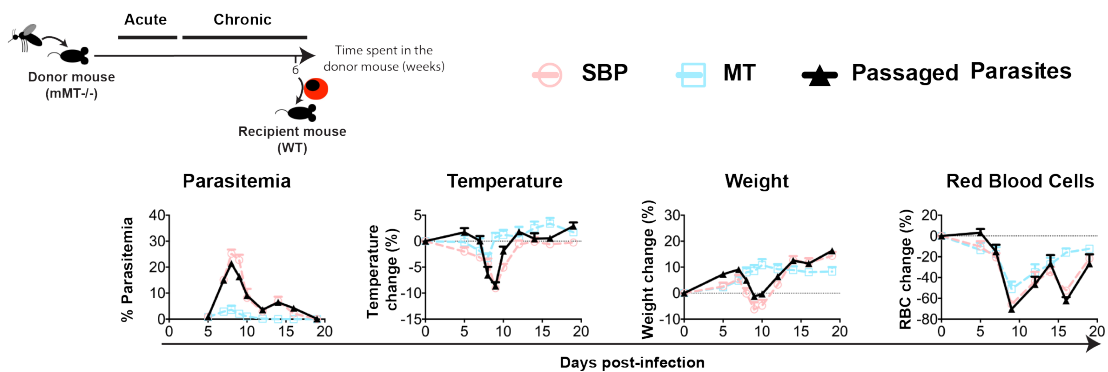 Acute
Chronic
Time spent in the
donor mouse (weeks)
6
Donor mouse
(mMT-/-)
Recipient mouse
(WT)
SBP
MT
Passaged Parasites
Parasitemia
% Parasitemia
40
30
20
10
0
0 5 10 15 20
Temperature
Temperature
change (%)
5
0
-5
-10
-15
0 5 10 15 20
Weight
Weight change (%)
30
20
10
0
-10
0 5 10 15 20
Red Blood Cells
RBC change (%)
20
0
-20
-40
-60
-80
0 5 10 15 20
Days post-infection